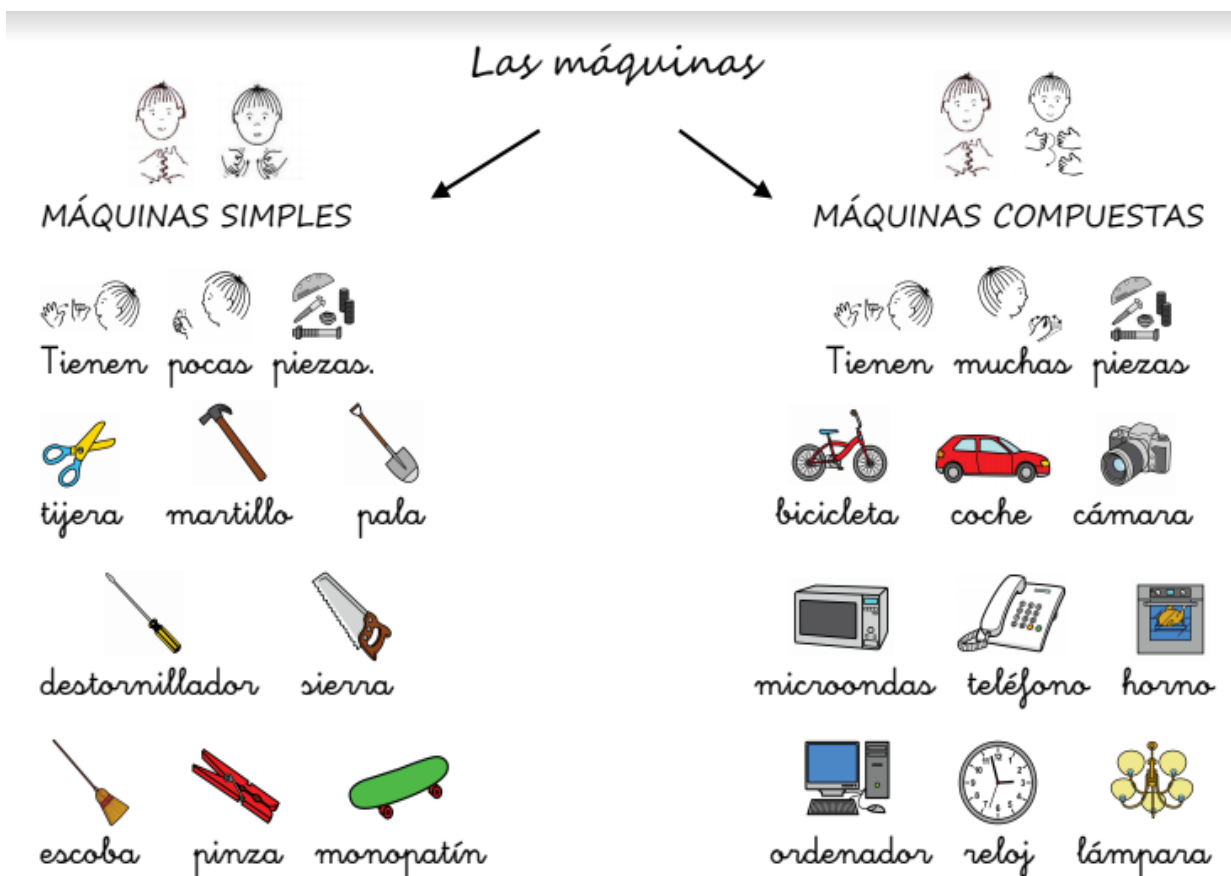 Las máquinas
MÁQUINAS SIMPLES
Tienen pocas piezas.
tijera martillo pala
destornillador sierra
escoba pinza monopatín
MÁQUINAS COMPUESTAS
Tienen muchas piezas
bicicleta coche cámara
microondas teléfono horno
ordenador reloj lámpara